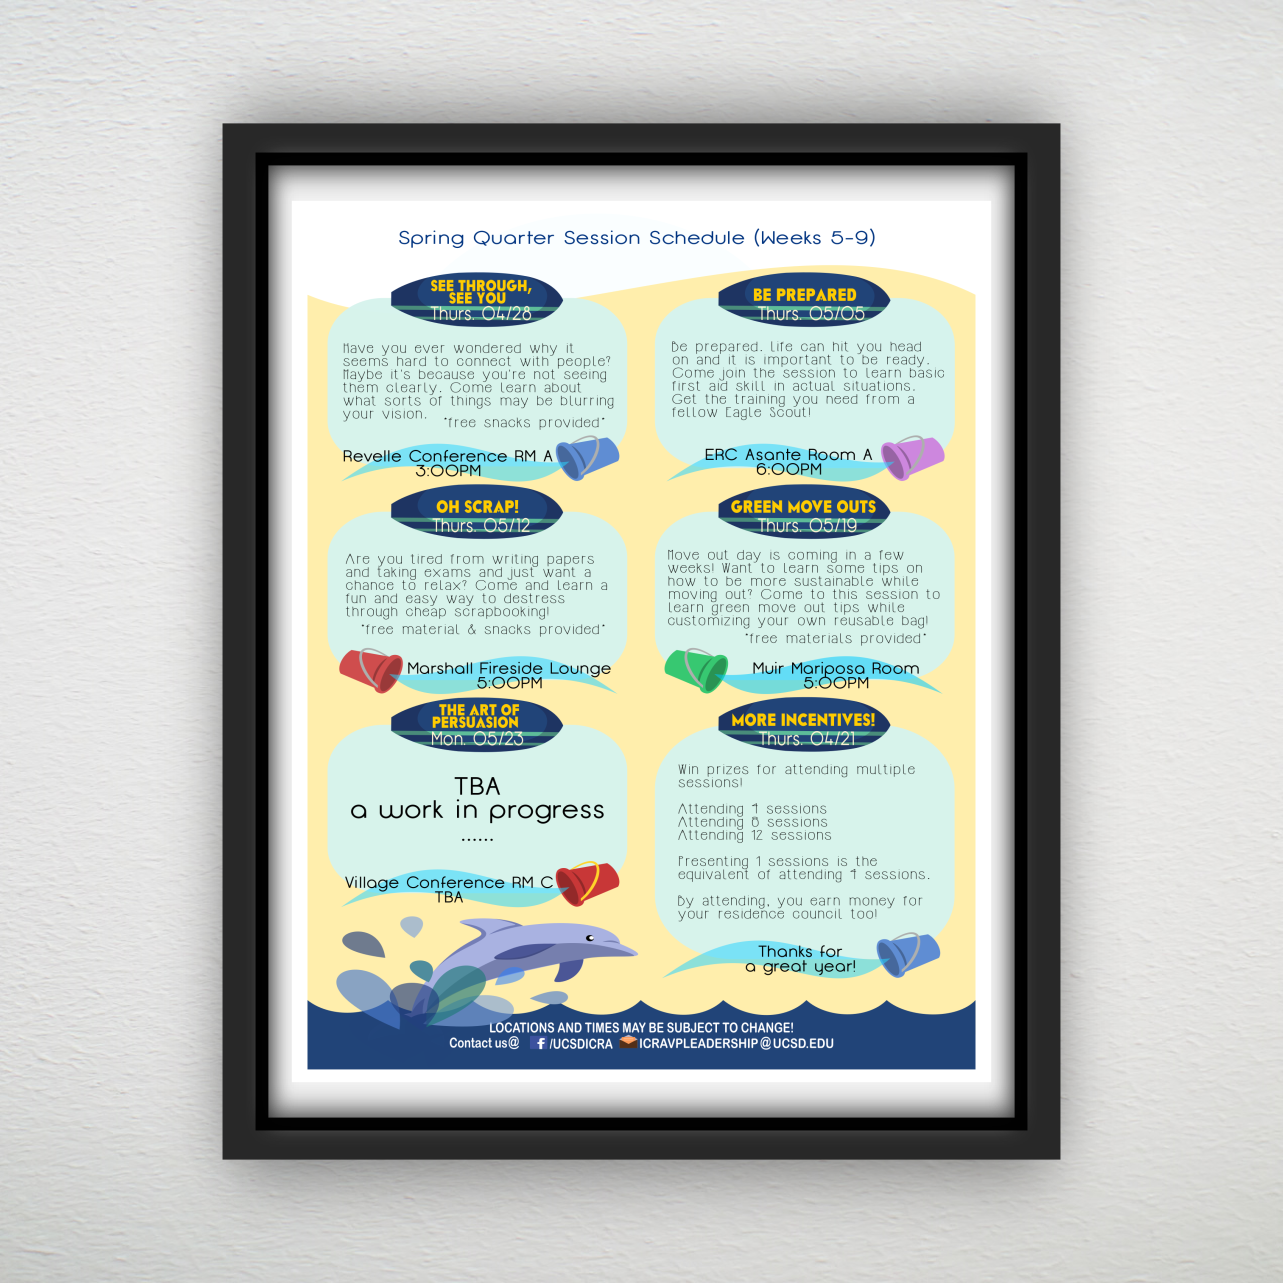 Spring Quarter Session Schedule (Weeks 5-9)
SEE THROUGH,
SEE YOU
Thurs. 04/28
Have you ever wondered why it
seems hard to connect with people?
Maybe it's because you're not seeing
them clearly. Come learn about
what sorts of things may be blurring
your vision.
*free snacks provided*
Revelle Conference RM A
3:00PM
BE PREPARED
Thurs. 05/05
Be prepared. Life can hit you head
on and it is important to be ready.
Come join the session to learn basic
first aid skill in actual situations.
Get the training you need from a
fellow Eagle Scout!
ERC Asante Room A
6:00PM
OH SCRAP!
Thurs. 05/12
Are you tired from writing papers
and taking exams and just want a
chance to relax? Come and learn a
fun and easy way to destress
through cheap scrapbooking!
*free material & snacks provided*
Marshall Fireside Lounge
5:00PM
GREEN MOVE OUTS
Thurs. 05/19
Move out day is coming in a few
weeks! Want to learn some tips on
how to be more sustainable while
moving out? Come to this session to
learn green move out tips while
customizing your own reusable bag!
*free materials provided*
Muir Mariposa Room
5:00PM
THE ART OF
PERSUASION
Mon. 05/23
TBA
a work in progress
......
Village Conference RM C
TBA
MORE INCENTIVES!
Thurs. 04/21
Win prizes for attending multiple
sessions!
Attending 4 sessions
Attending 8 sessions
Attending 12 sessions
Presenting 1 sessions is the
equivalent of attending 4 sessions.
By attending, you earn money for
your residence council too!
Thanks for
a great year!
LOCATIONS AND TIMES MAY BE SUBJECT TO CHANGE!
Contact us@ f /UCSDICRA ICRAVPLEADERSHIP@UCSD.EDU